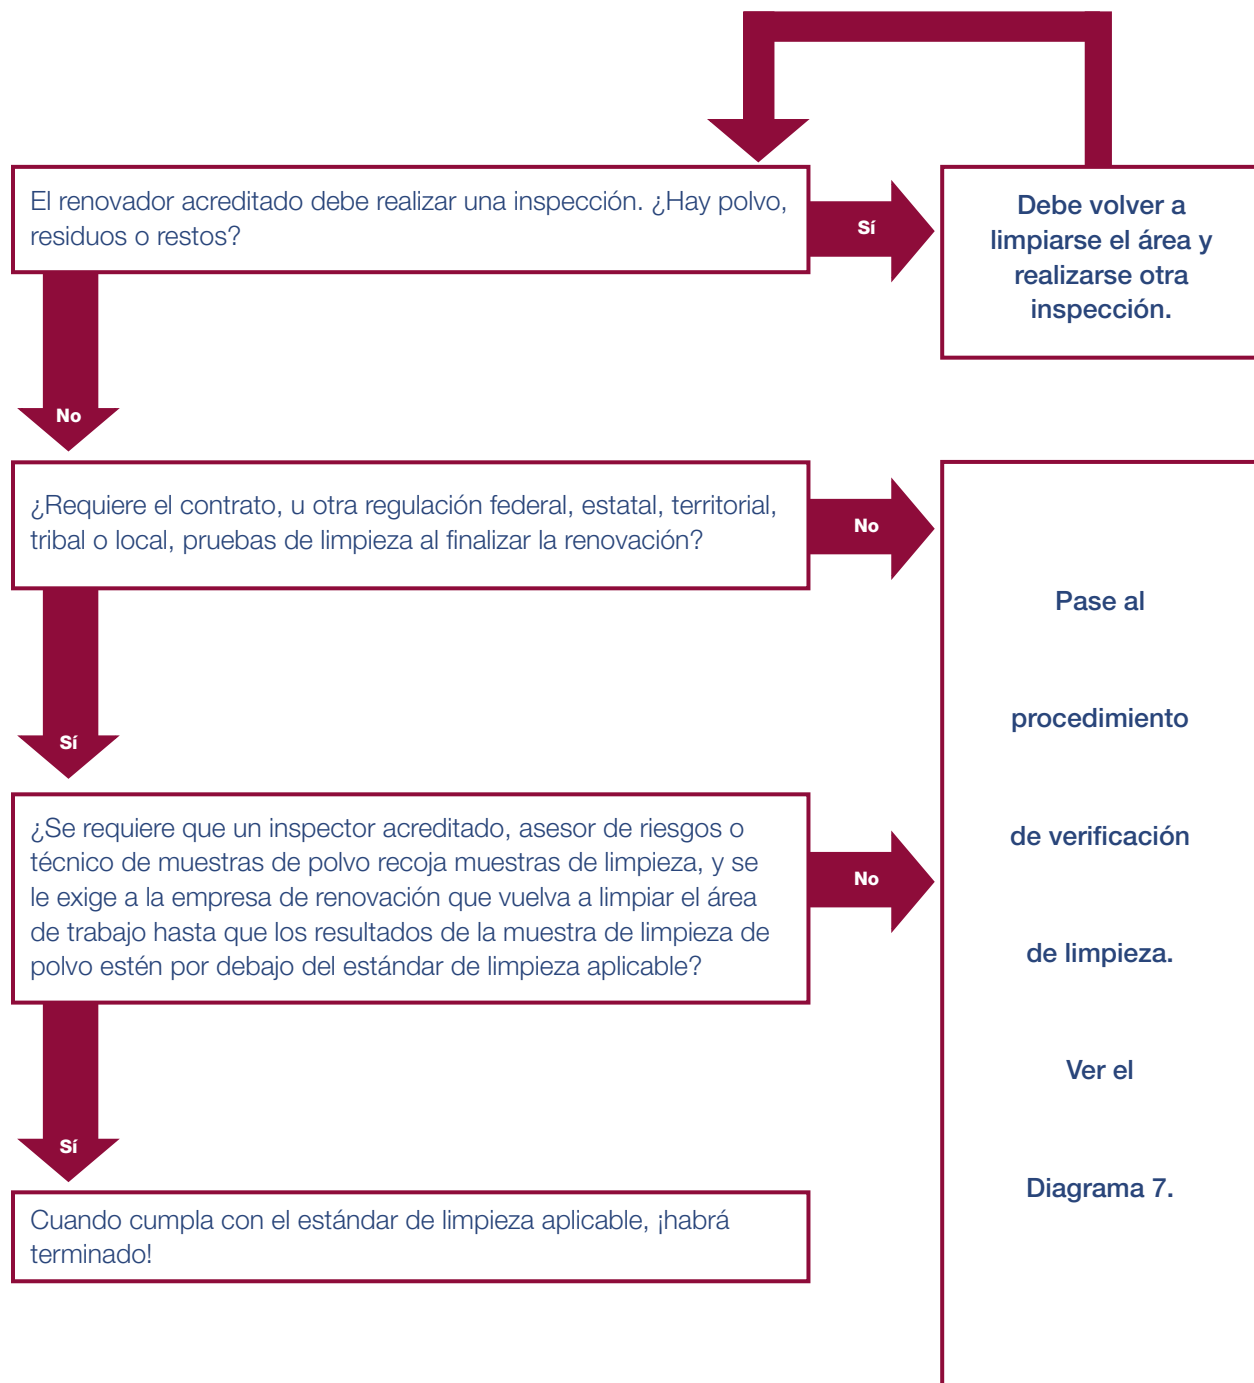 El renovador acreditado debe realizar una inspección. ¿Hay polvo,
residuos o restos?
Sí
Debe volver a
limpiarse el área y
realizarse otra
inspección.
No
¿Requiere el contrato, u otra regulación federal, estatal, territorial,
tribal o local, pruebas de limpieza al finalizar la renovación?
No
Sí
¿Se requiere que un inspector acreditado, asesor de riesgos o
técnico de muestras de polvo recoja muestras de limpieza, y se
le exige a la empresa de renovación que vuelva a limpiar el área
de trabajo hasta que los resultados de la muestra de limpieza de
polvo estén por debajo del estándar de limpieza aplicable?
No
Sí
Cuando cumpla con el estándar de limpieza aplicable, ¡habrá
terminado!
Pase al
procedimiento
de verificación
de limpieza.
Ver el
Diagrama 7.